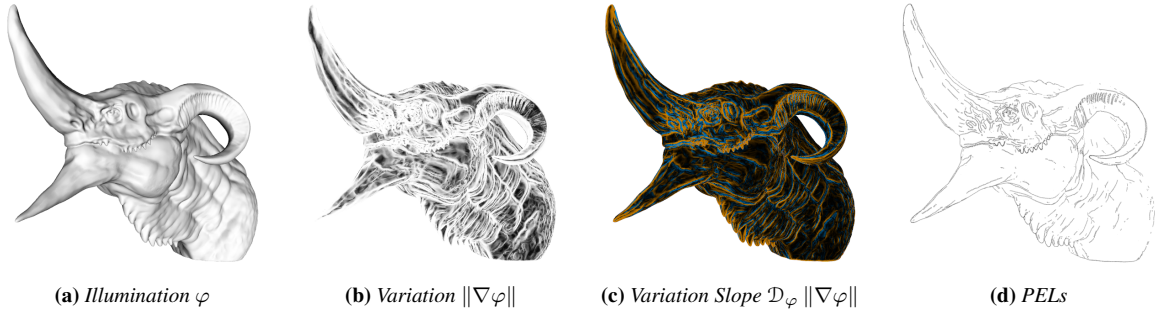 (a) Illumination φ
(b) Variation ‖∇φ‖
(c) Variation Slope 𝒟φ ‖∇φ‖
(d) PELs